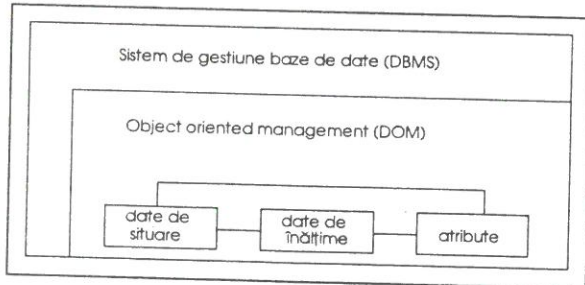 Sistem de gestiune baze de date (DBMS)
Object oriented management (DOM)
date de
situare
date de
înălțime
atribute